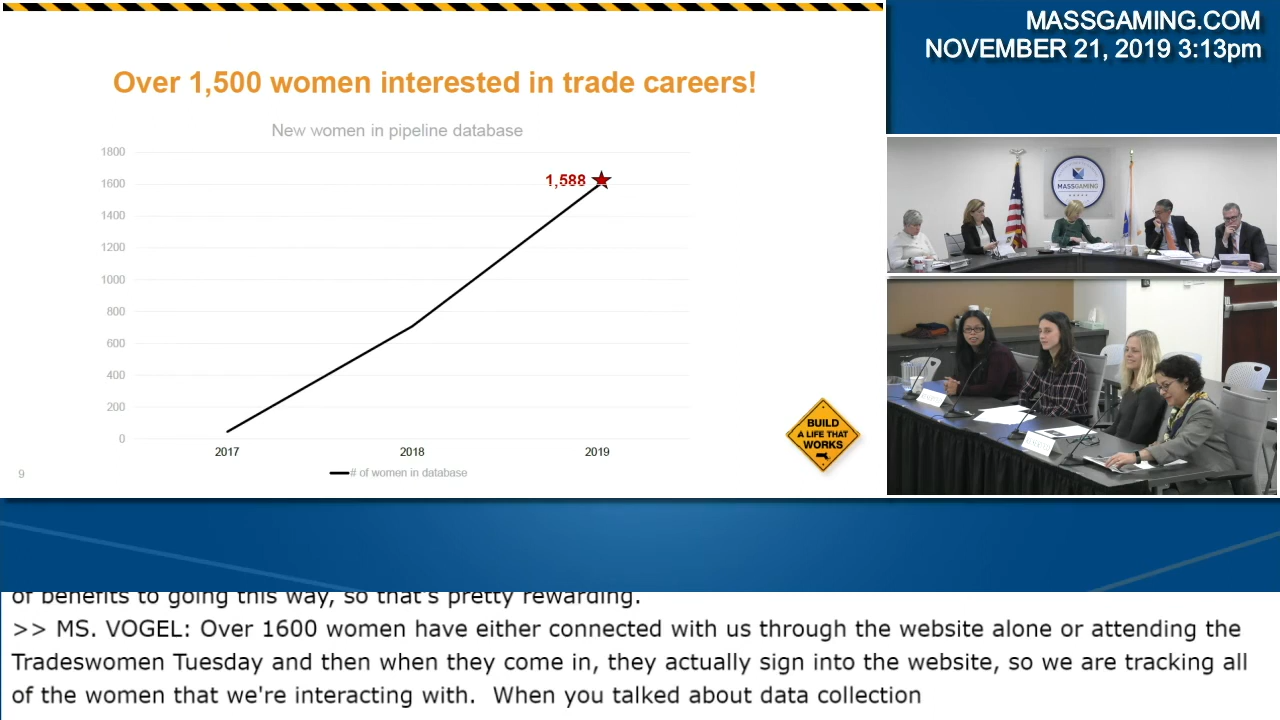 MASSGAMING.COM
NOVEMBER 21, 2019 3:13pm
Over 1,500 women interested in trade careers!
New women in pipeline database
1800
1600
1400
1200
1000
800
600
400
200
0
1,588
2017
2018
2019
# of women in database
9
BUILD
A LIFE THAT
WORKS
MASSGAMING
of benefits to going this way, so that's pretty rewarding.
>> MS. VOGEL: Over 1600 women have either connected with us through the website alone or attending the
Tradeswomen Tuesday and then when they come in, they actually sign into the website, so we are tracking all
of the women that we're interacting with.  When you talked about data collection